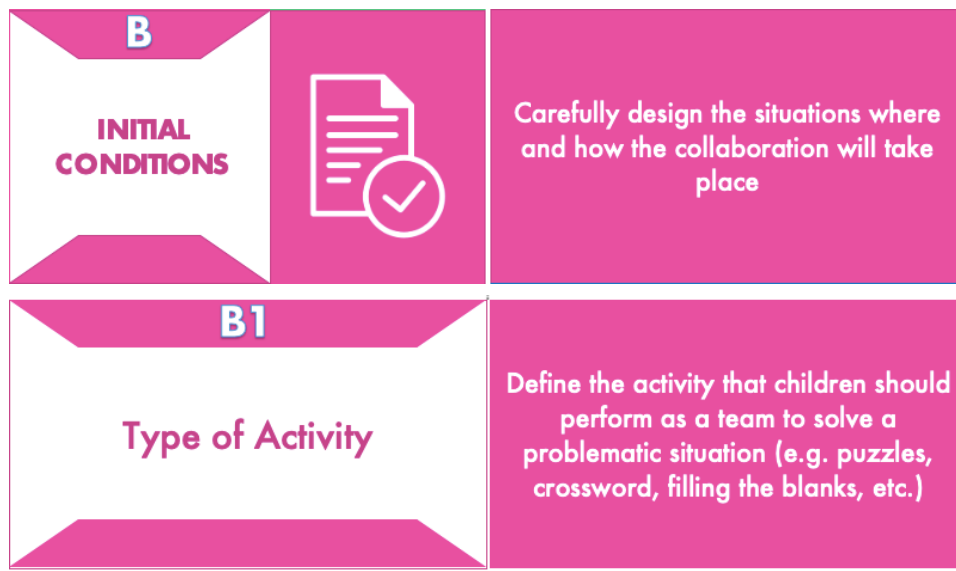 B
INITIAL
CONDITIONS
Carefully design the situations where
and how the collaboration will take
place
B1
Type of Activity
Define the activity that children should
perform as a team to solve a
problematic situation (e.g. puzzles,
crossword, filling the blanks, etc.)